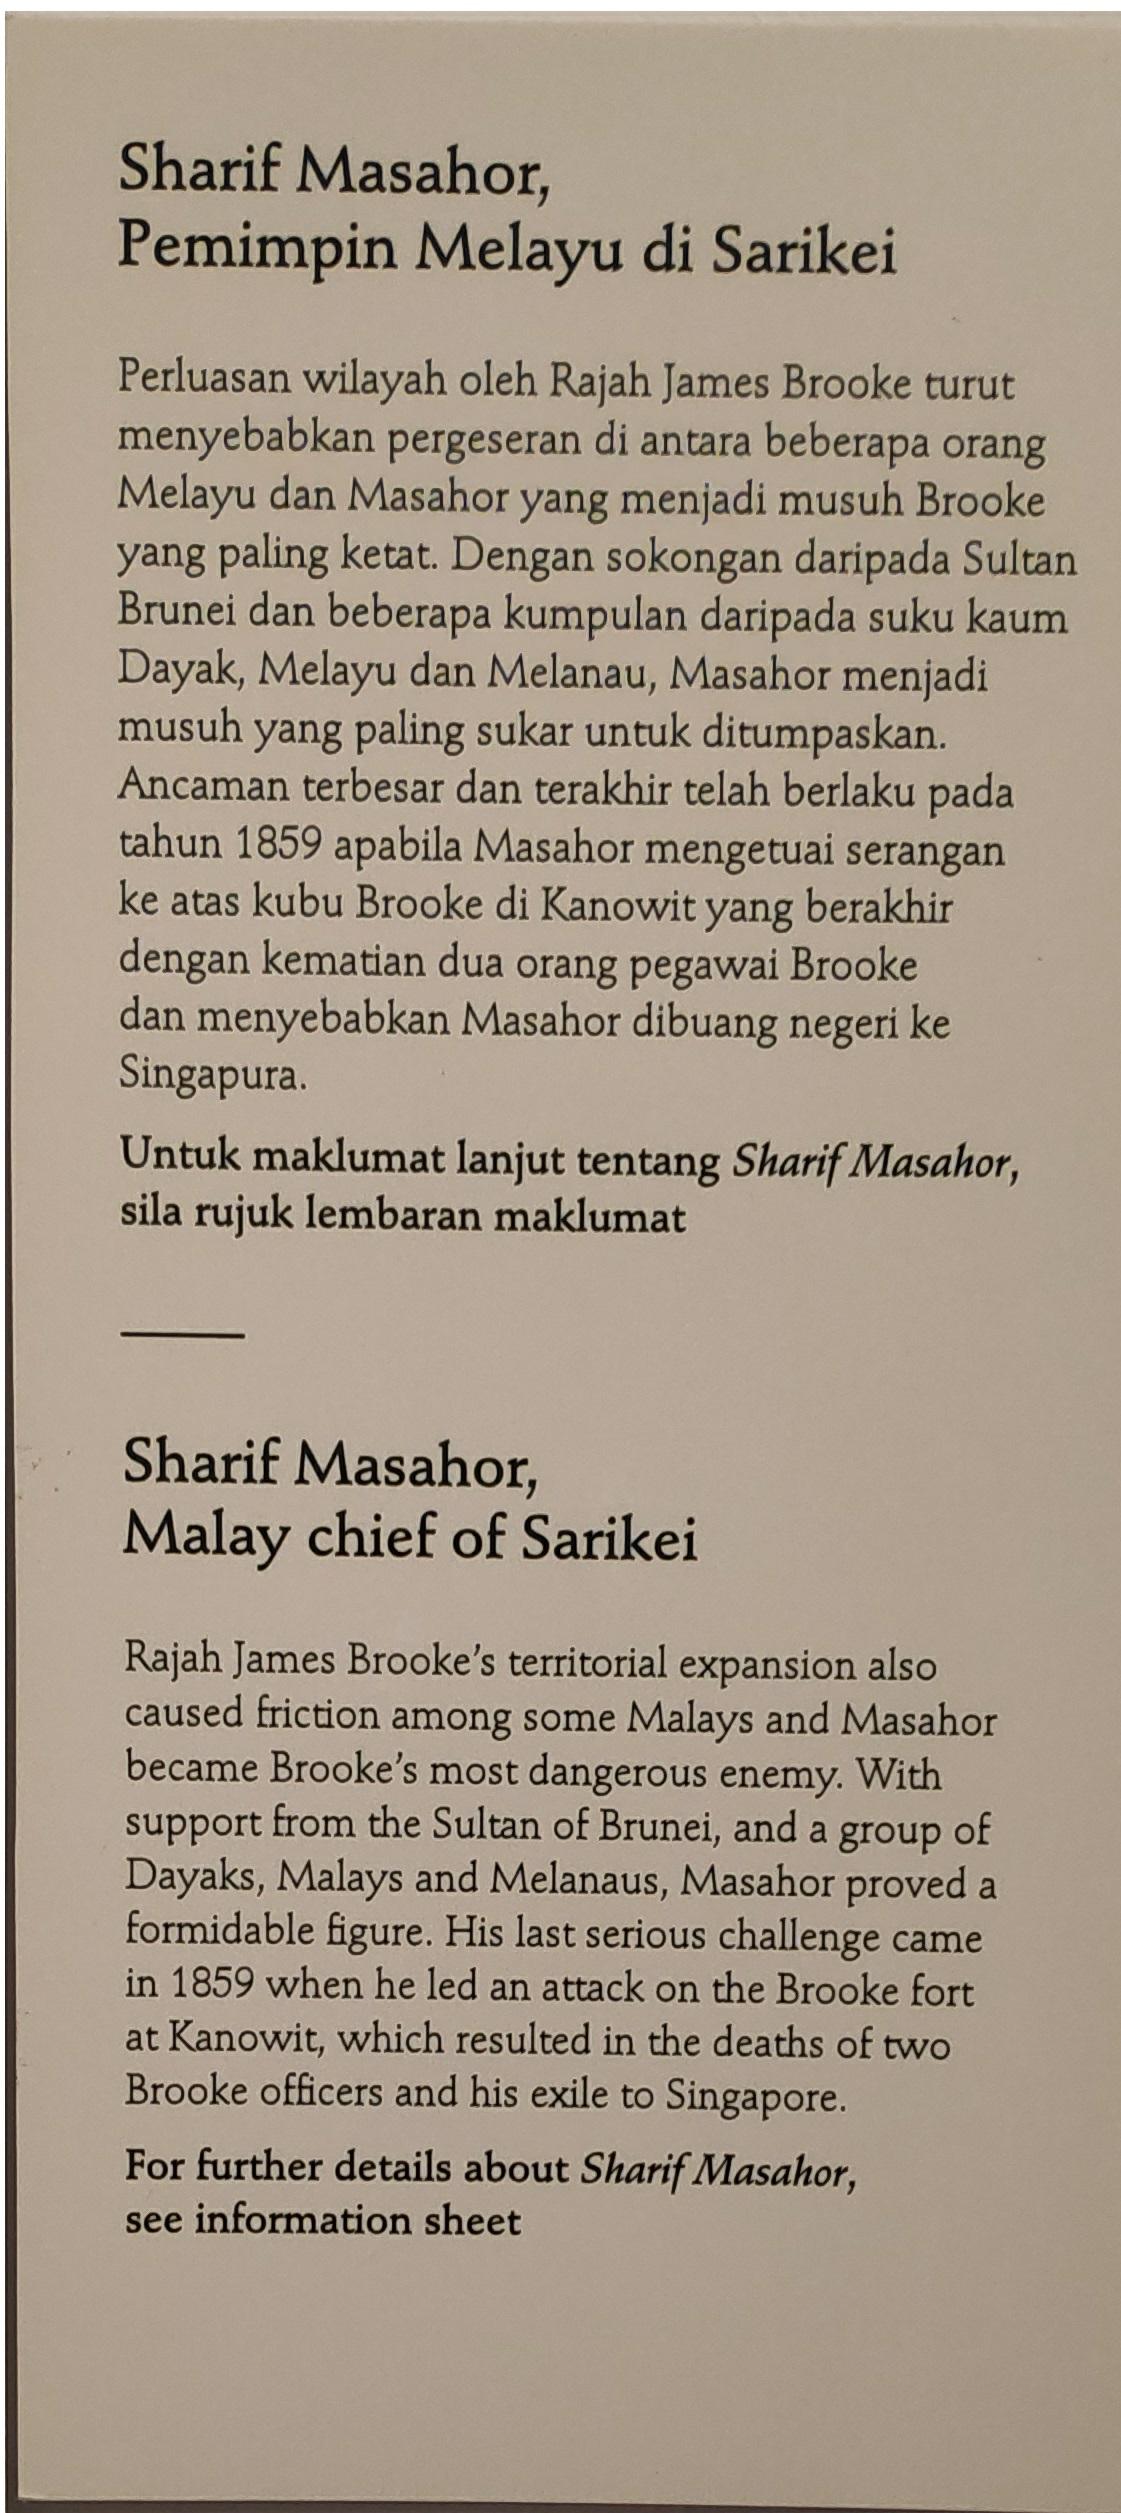 Sharif Masahor,
Pemimpin Melayu di Sarikei
Perluasan wilayah oleh Rajah James Brooke turut
menyebabkan pergeseran di antara beberapa orang
Melayu dan Masahor yang menjadi musuh Brooke
yang paling ketat. Dengan sokongan daripada Sultan
Brunei dan beberapa kumpulan daripada suku kaum
Dayak, Melayu dan Melanau, Masahor menjadi
musuh yang paling sukar untuk ditumpaskan.
Ancaman terbesar dan terakhir telah berlaku pada
tahun 1859 apabila Masahor mengetuai serangan
ke atas kubu Brooke di Kanowit yang berakhir
dengan kematian dua orang pegawai Brooke
dan menyebabkan Masahor dibuang negeri ke
Singapura.
Untuk maklumat lanjut tentang Sharif Masahor,
sila rujuk lembaran maklumat
Sharif Masahor,
Malay chief of Sarikei
Rajah James Brooke's territorial expansion also
caused friction among some Malays and Masahor
became Brooke's most dangerous enemy. With
support from the Sultan of Brunei, and a group of
Dayaks, Malays and Melanaus, Masahor proved a
formidable figure. His last serious challenge came
in 1859 when he led an attack on the Brooke fort
at Kanowit, which resulted in the deaths of two
Brooke officers and his exile to Singapore.
For further details about Sharif Masahor,
see information sheet